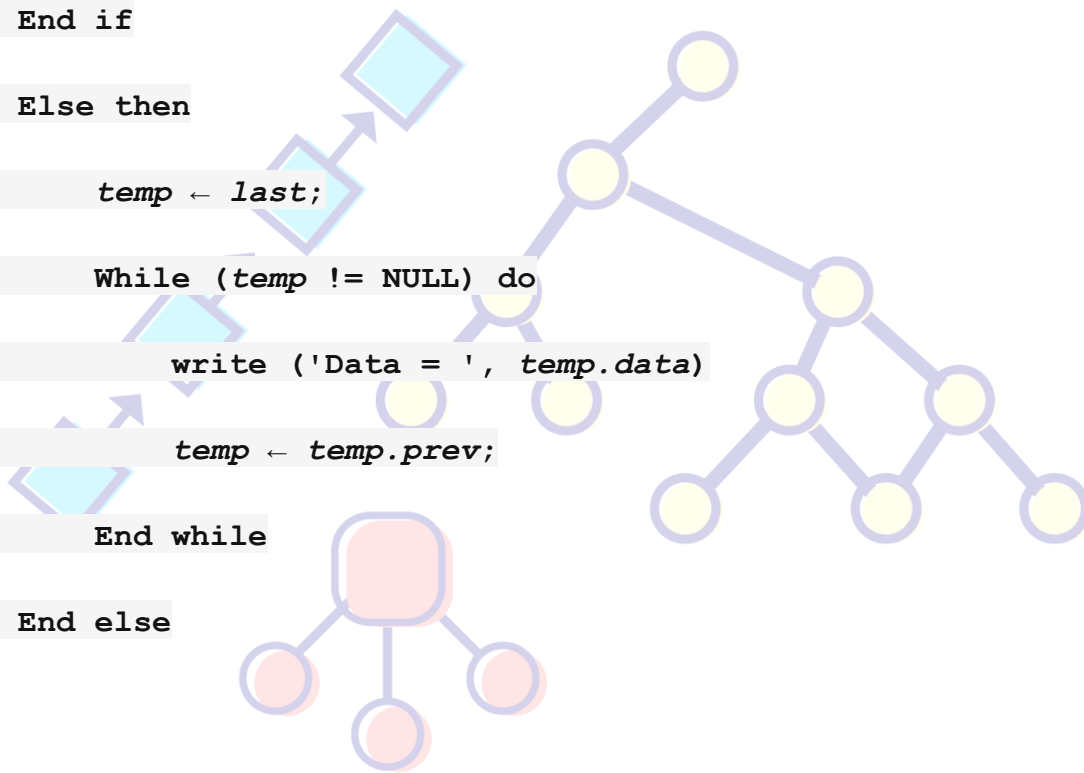 End if
Else then
temp ← last;
While (temp != NULL) do
write ('Data = ', temp.data)
temp ← temp.prev;
End while
End else